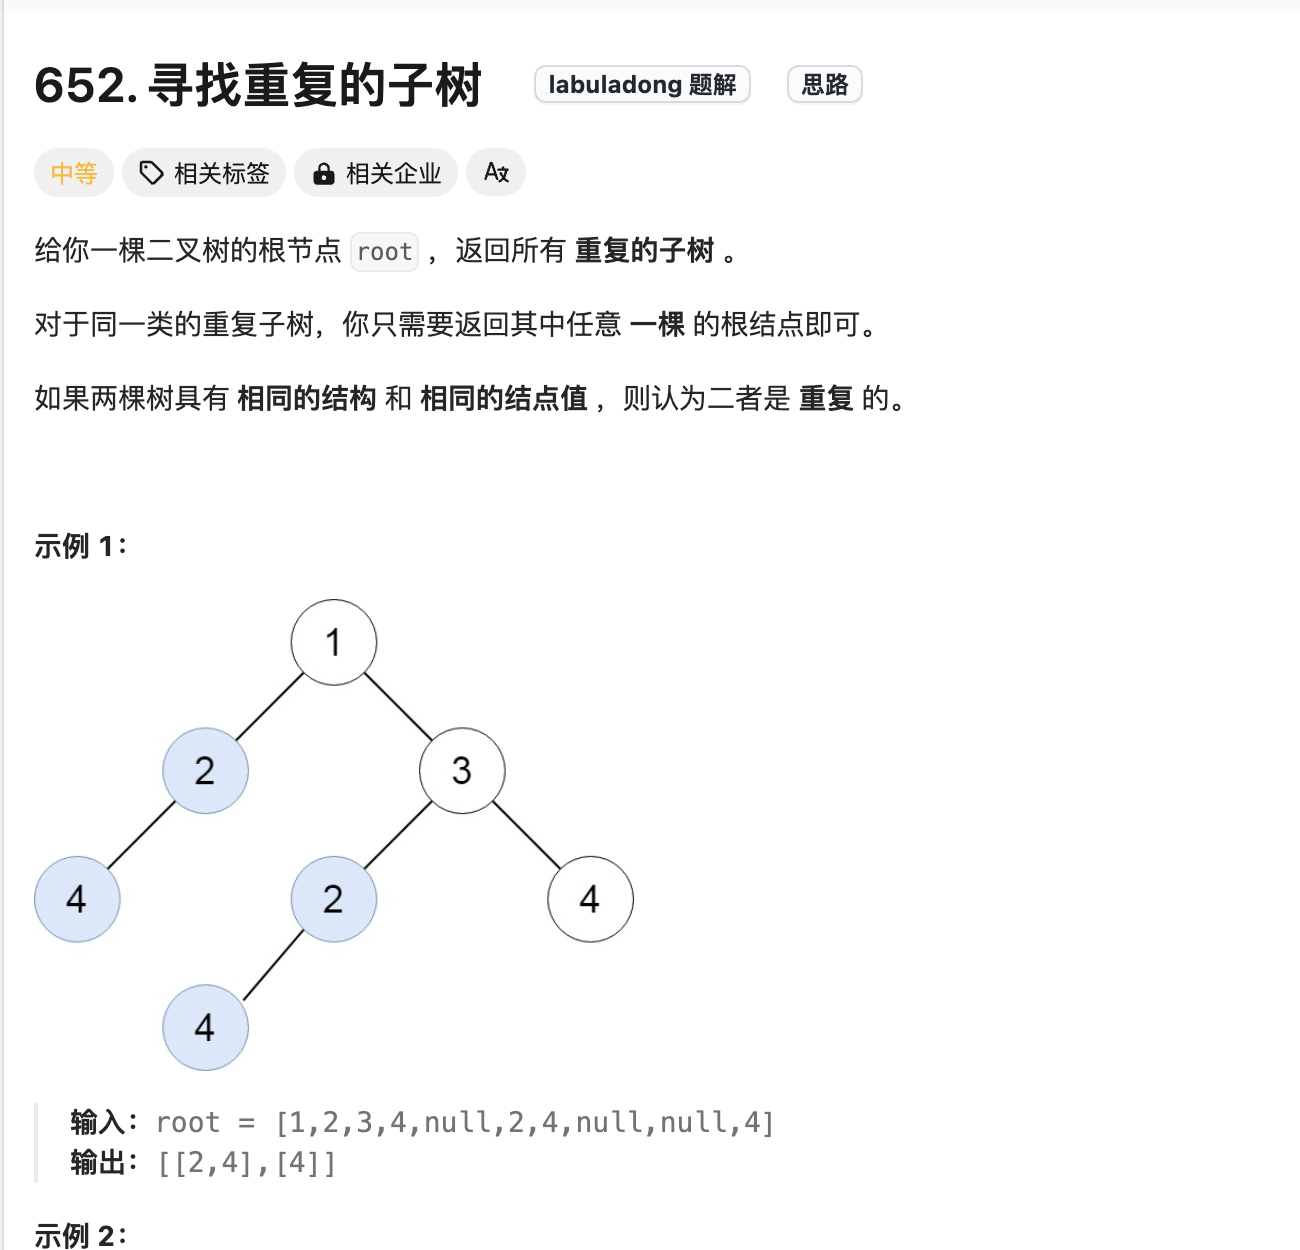 652. 寻找重复的子树 labuladong 题解 思路
中等 相关标签 相关企业 A文
给你一棵二叉树的根节点 root ，返回所有 重复的子树 。
对于同一类的重复子树，你只需要返回其中任意 一棵 的根结点即可。
如果两棵树具有 相同的结构 和 相同的结点值 ，则认为二者是 重复 的。
示例 1：
1
2 3
4 2 4
4
输入：root = [1,2,3,4,null,2,4,null,null,4]
输出：[[2,4],[4]]
示例 2：